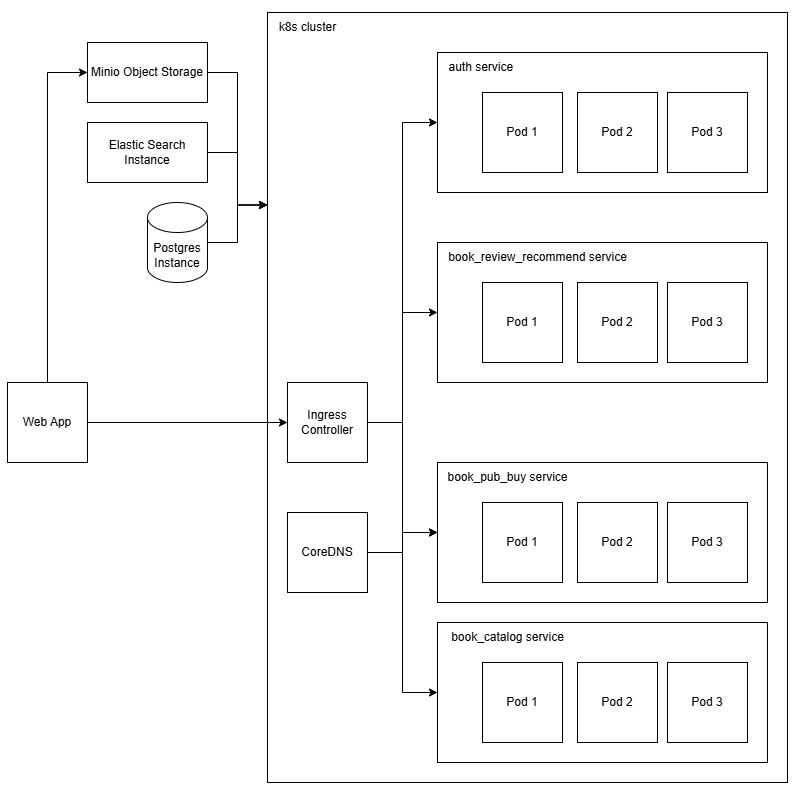 k8s cluster
Minio Object Storage
Elastic Search
Instance
Postgres
Instance
Web App
Ingress
Controller
CoreDNS
auth service
Pod 1
Pod 2
Pod 3
book_review_recommend service
Pod 1
Pod 2
Pod 3
book_pub_buy service
Pod 1
Pod 2
Pod 3
book_catalog service
Pod 1
Pod 2
Pod 3